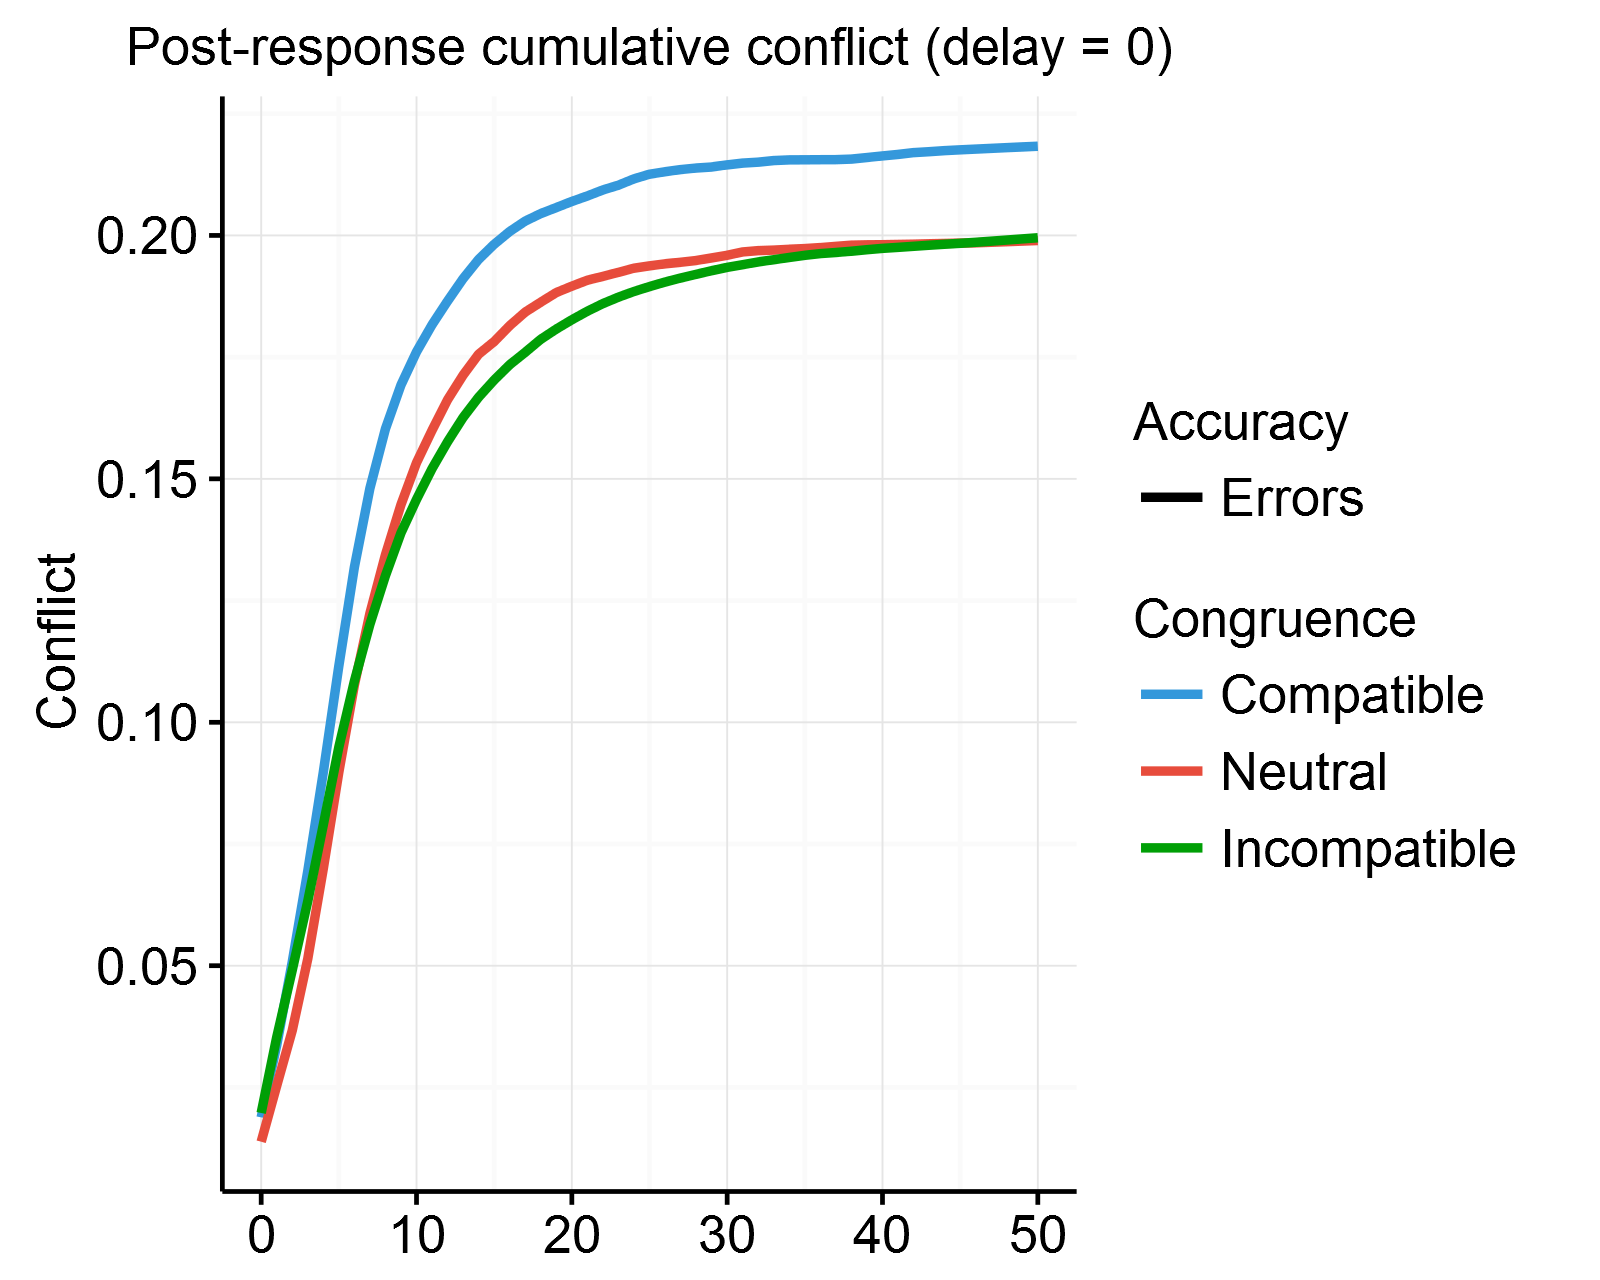 Post-response cumulative conflict (delay = 0)
Conflict
0.20
0.15
0.10
0.05
0 10 20 30 40 50
Accuracy
Errors
Congruence
Compatible
Neutral
Incompatible